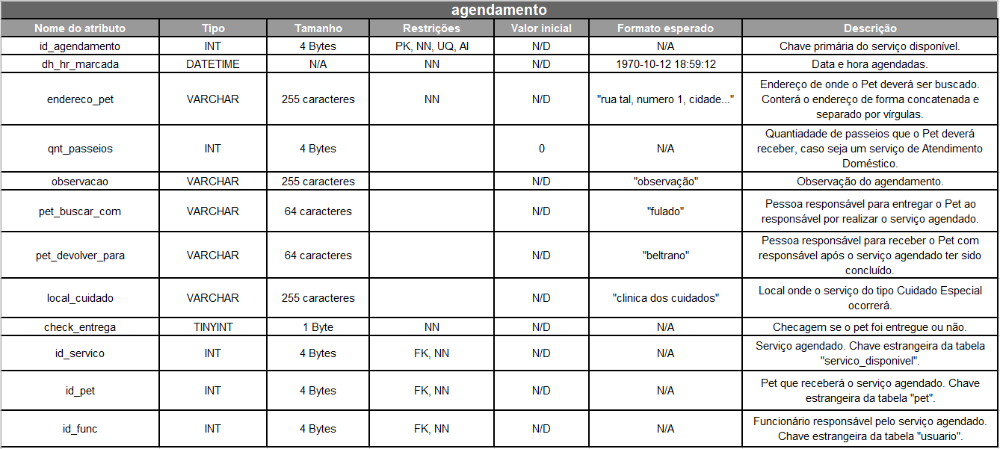 agendamento
Nome do atributo Tipo Tamanho Restrições Valor inicial Formato esperado Descrição
id_agendamento INT 4 Bytes PK, NN, UQ, AI N/D N/A Chave primária do serviço disponível.
dh_hr_marcada DATETIME N/A NN N/D 1970-10-12 18:59:12 Data e hora agendadas.
endereco_pet VARCHAR 255 caracteres NN N/D "rua tal, numero 1, cidade..." Endereço de onde o Pet deverá ser buscado.
Conterá o endereço de forma concatenada e
separado por vírgulas.
qnt_passeios INT 4 Bytes 0 N/A Quantiadade de passeios que o Pet deverá
receber, caso seja um serviço de Atendimento
Doméstico.
observacao VARCHAR 255 caracteres N/D "observação" Observação do agendamento.
pet_buscar_com VARCHAR 64 caracteres N/D "fulado" Pessoa responsável para entregar o Pet ao
responsável por realizar o serviço agendado.
pet_devolver_para VARCHAR 64 caracteres N/D "beltrano" Pessoa responsável para receber o Pet com
responsável após o serviço agendado ter sido
concluído.
local_cuidado VARCHAR 255 caracteres N/D "clinica dos cuidados" Local onde o serviço do tipo Cuidado Especial
ocorrerá.
check_entrega TINYINT 1 Byte NN N/D N/A Checagem se o pet foi entregue ou não.
id_servico INT 4 Bytes FK, NN N/D N/A Serviço agendado. Chave estrangeira da tabela
"servico_disponivel".
id_pet INT 4 Bytes FK, NN N/D N/A Pet que receberá o serviço agendado. Chave
estrangeira da tabela "pet".
id_func INT 4 Bytes FK, NN N/D N/A Funcionário responsável pelo serviço agendado.
Chave estrangeira da tabela "usuario".